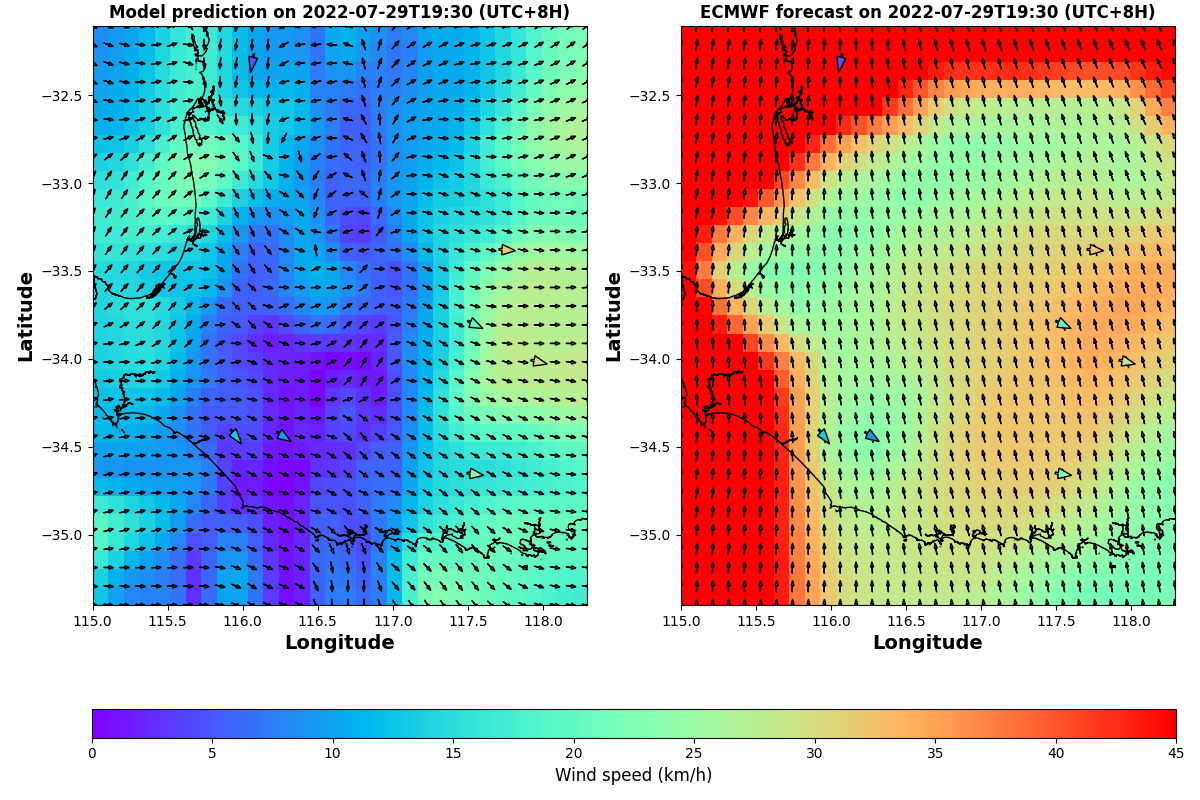 Model prediction on 2022-07-29T19:30 (UTC+8H)
ECMWF forecast on 2022-07-29T19:30 (UTC+8H)
−32.5
−33.0
−33.5
−34.0
−34.5
−35.0
Latitude
115.0 115.5 116.0 116.5 117.0 117.5 118.0
Longitude
−32.5
−33.0
−33.5
−34.0
−34.5
−35.0
Latitude
115.0 115.5 116.0 116.5 117.0 117.5 118.0
Longitude
0 5 10 15 20 25 30 35 40 45
Wind speed (km/h)